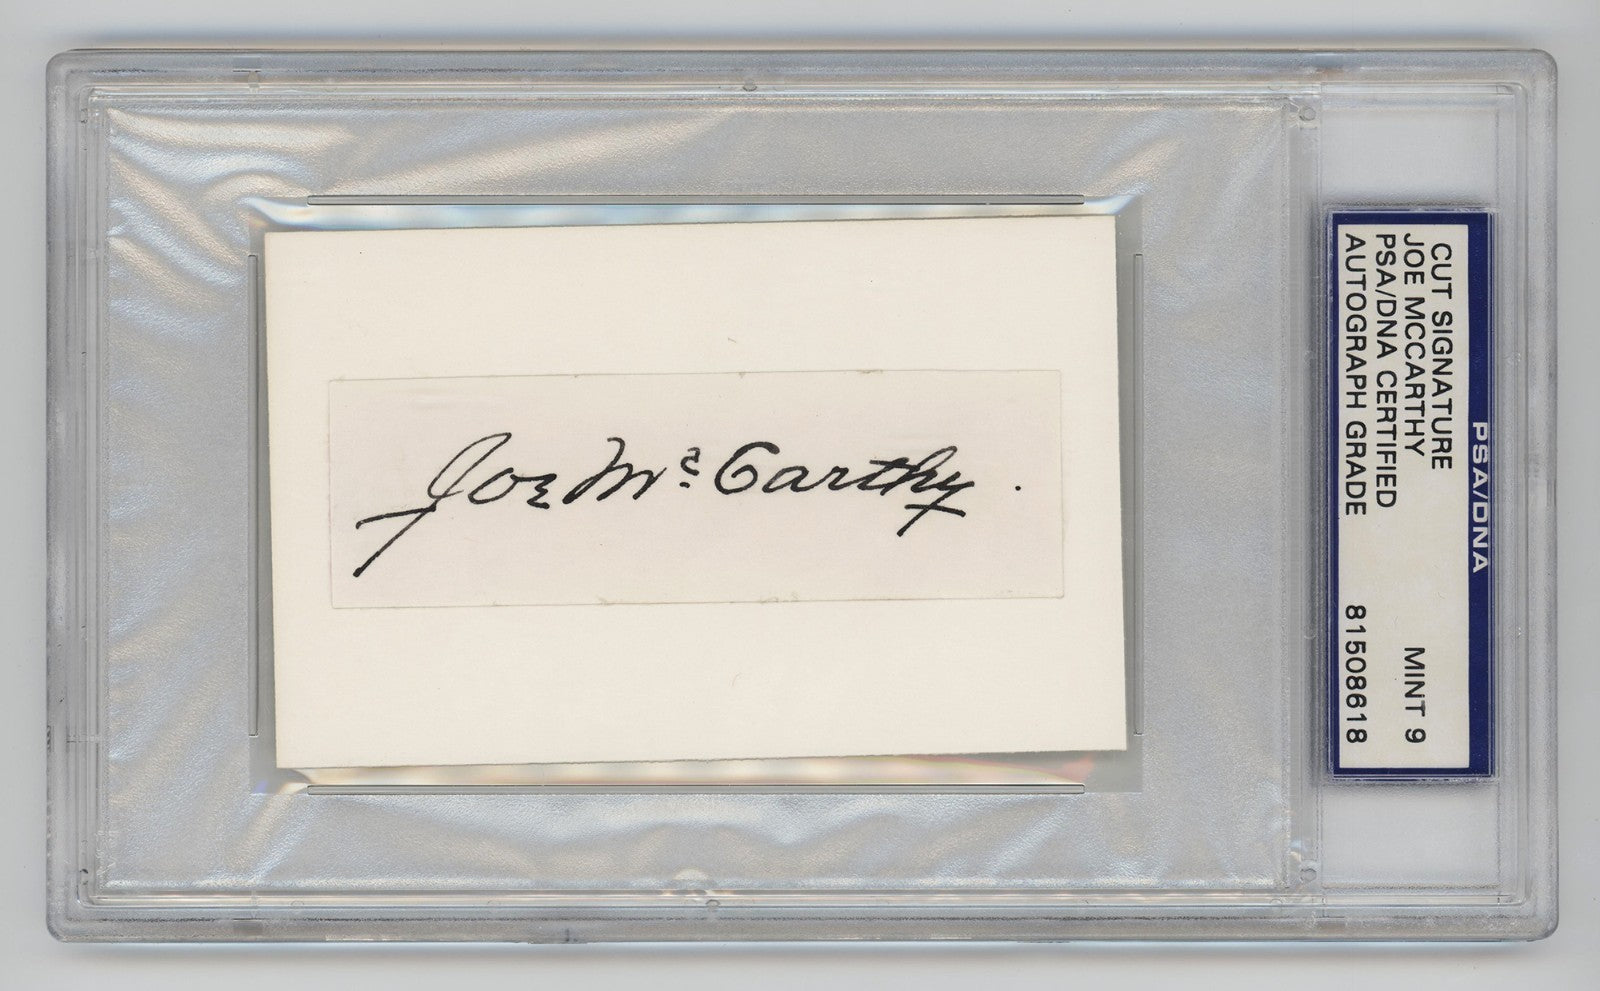 Joe McCarthy.
PSA/DNA
CUT SIGNATURE
JOE MCCARTHY
PSA/DNA CERTIFIED MINT 9
AUTOGRAPH GRADE 81508618